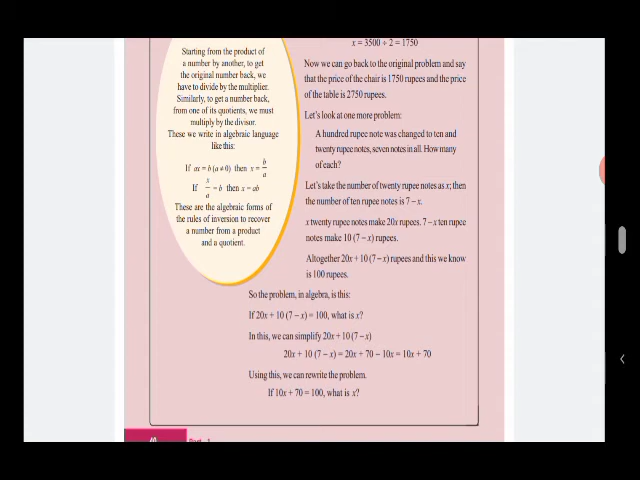 Starting from the product of
a number by another, to get
the original number back, we
have to divide by the multiplier.
Similarly, to get a number back,
from one of its quotients, we must
multiply by the divisor.
These we write in algebraic language
like this:
If ax = b (a ≠ 0) then x = b/a
If x/a = b then x = ab
These are the algebraic forms of
the rules of inversion to recover
a number from a product
and a quotient.
x = 3500 ÷ 2 = 1750
Now we can go back to the original problem and say
that the price of the chair is 1750 rupees and the price
of the table is 2750 rupees.
Let's look at one more problem:
A hundred rupee note was changed to ten and
twenty rupee notes, seven notes in all. How many
of each?
Let's take the number of twenty rupee notes as x; then
the number of ten rupee notes is 7 – x.
x twenty rupee notes make 20x rupees. 7 – x ten rupee
notes make 10 (7 – x) rupees.
Altogether 20x + 10 (7 – x) rupees and this we know
is 100 rupees.
So the problem, in algebra, is this:
If 20x + 10 (7 – x) = 100, what is x?
In this, we can simplify 20x + 10 (7 – x)
20x + 10 (7 – x) = 20x + 70 – 10x = 10x + 70
Using this, we can rewrite the problem.
If 10x + 70 = 100, what is x?